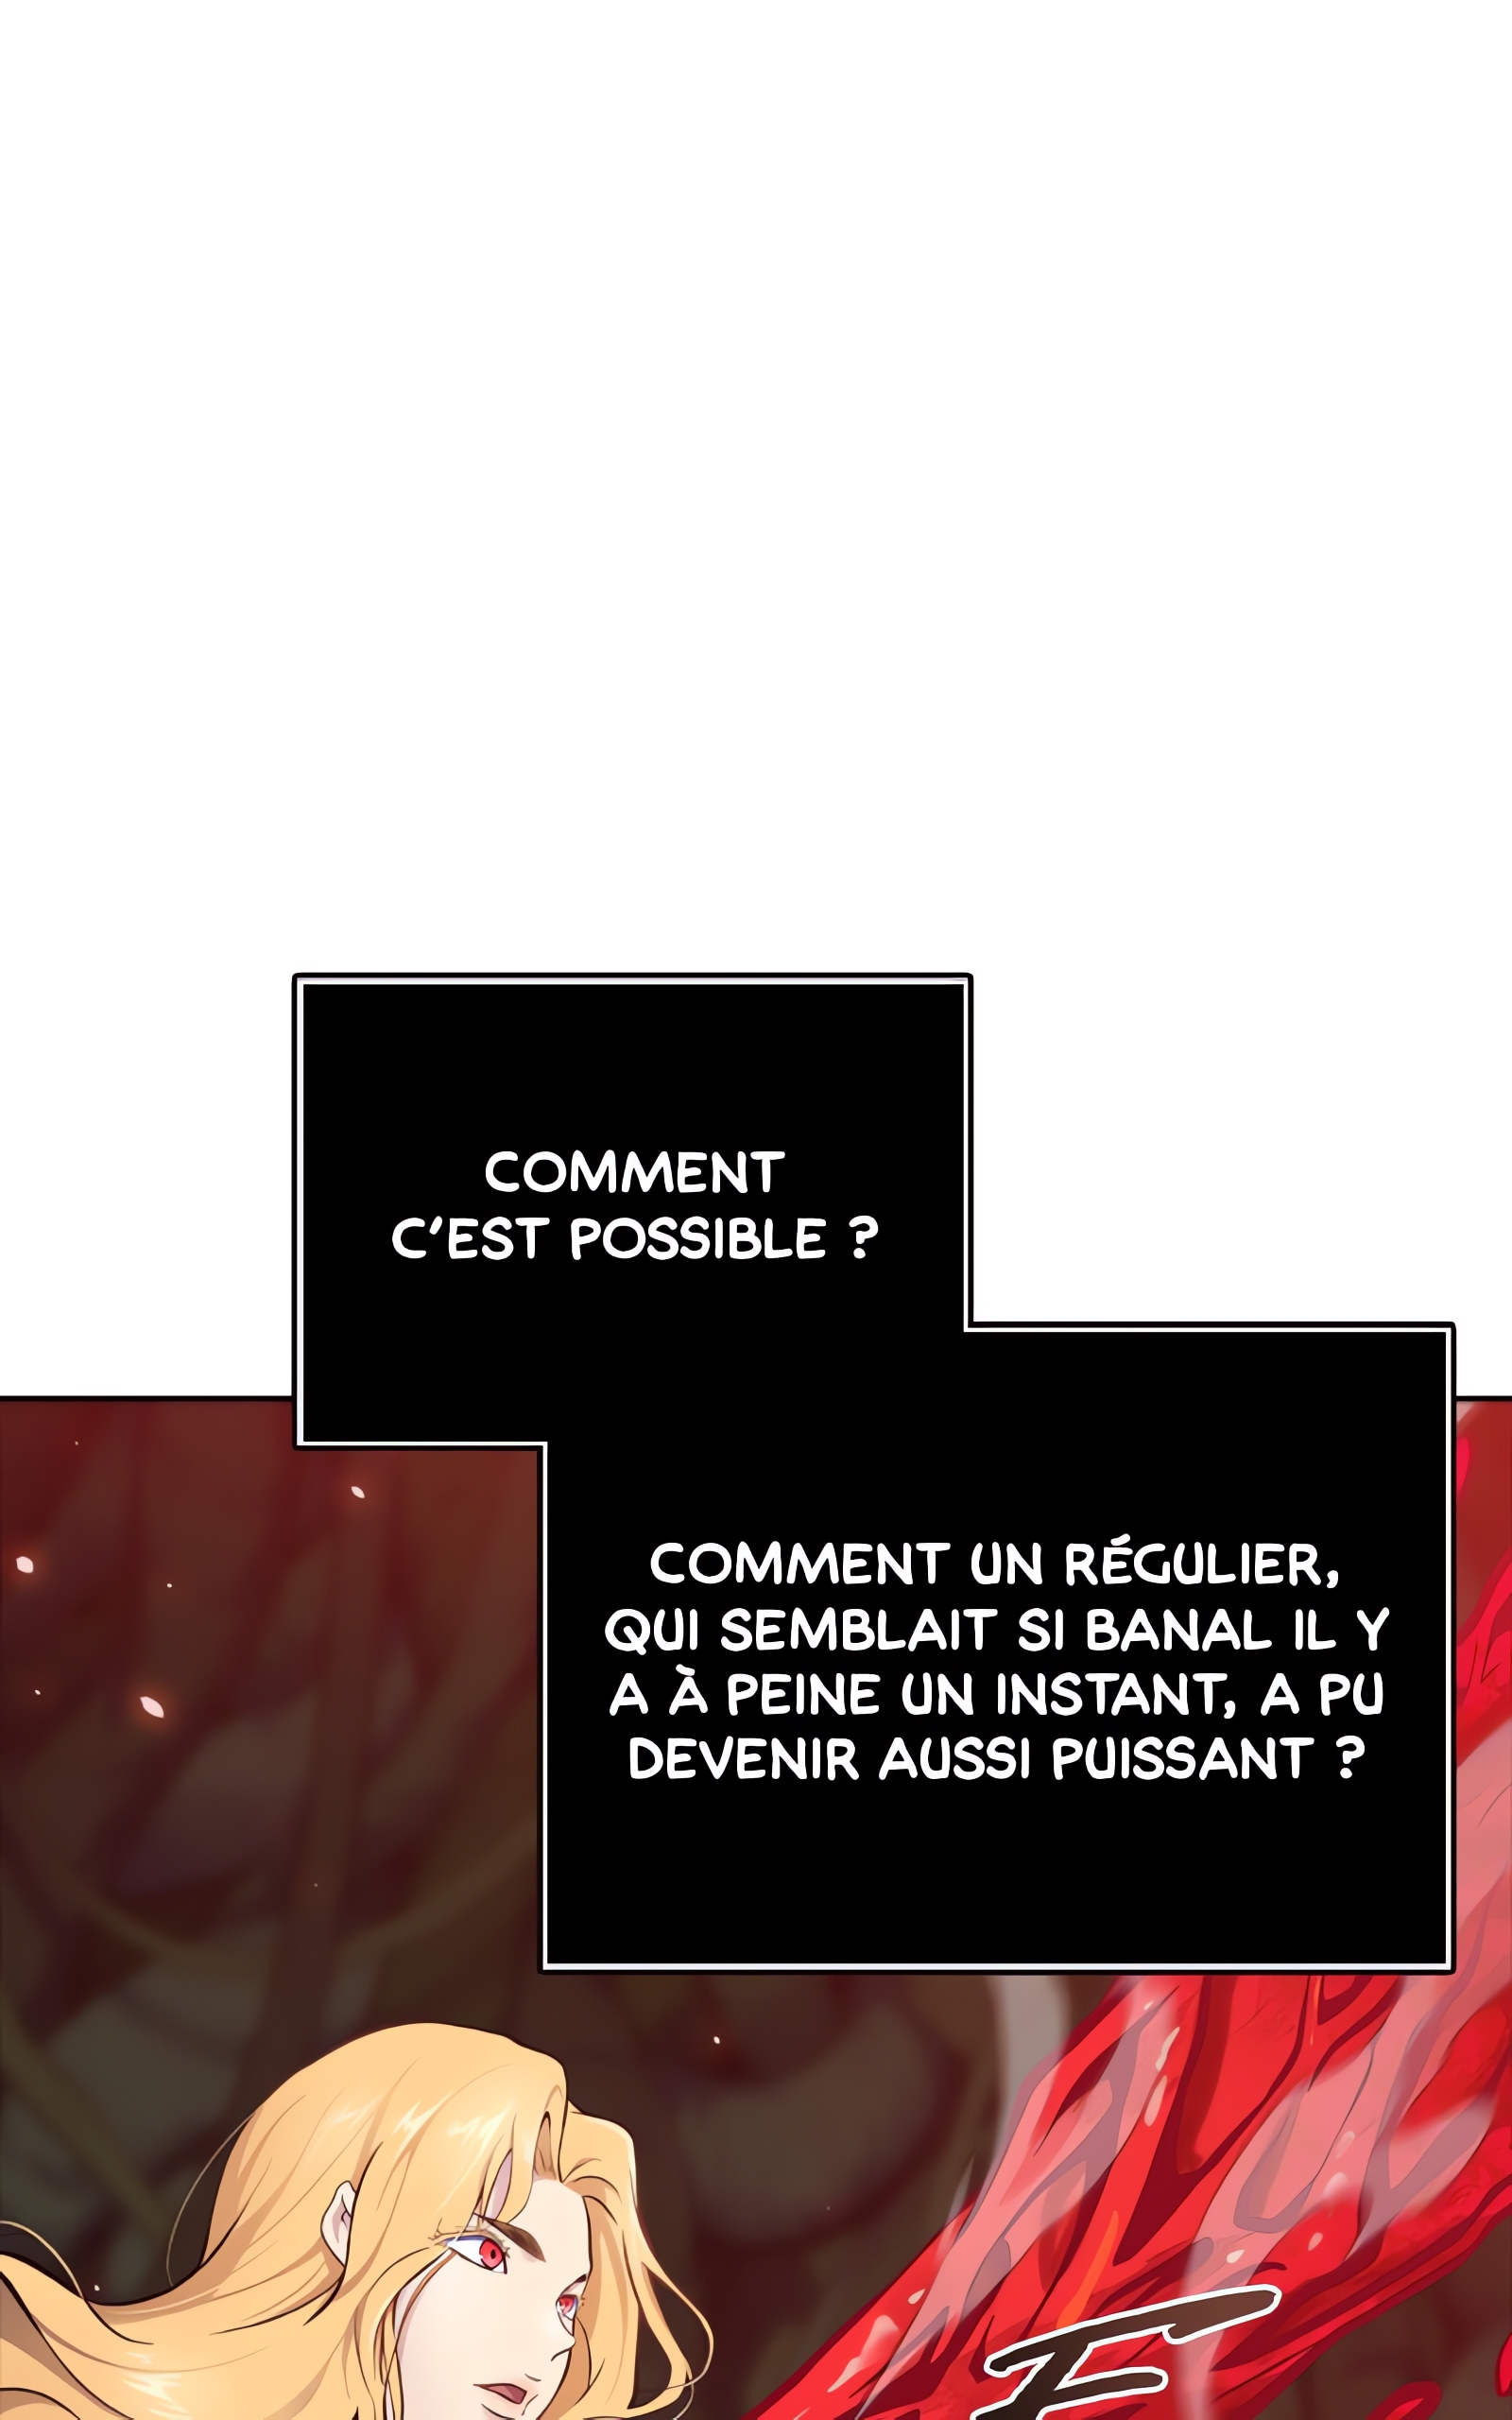 COMMENT
C'EST POSSIBLE ?
COMMENT UN RÉGULIER,
QUI SEMBLAIT SI BANAL IL Y
A À PEINE UN INSTANT, A PU
DEVENIR AUSSI PUISSANT ?